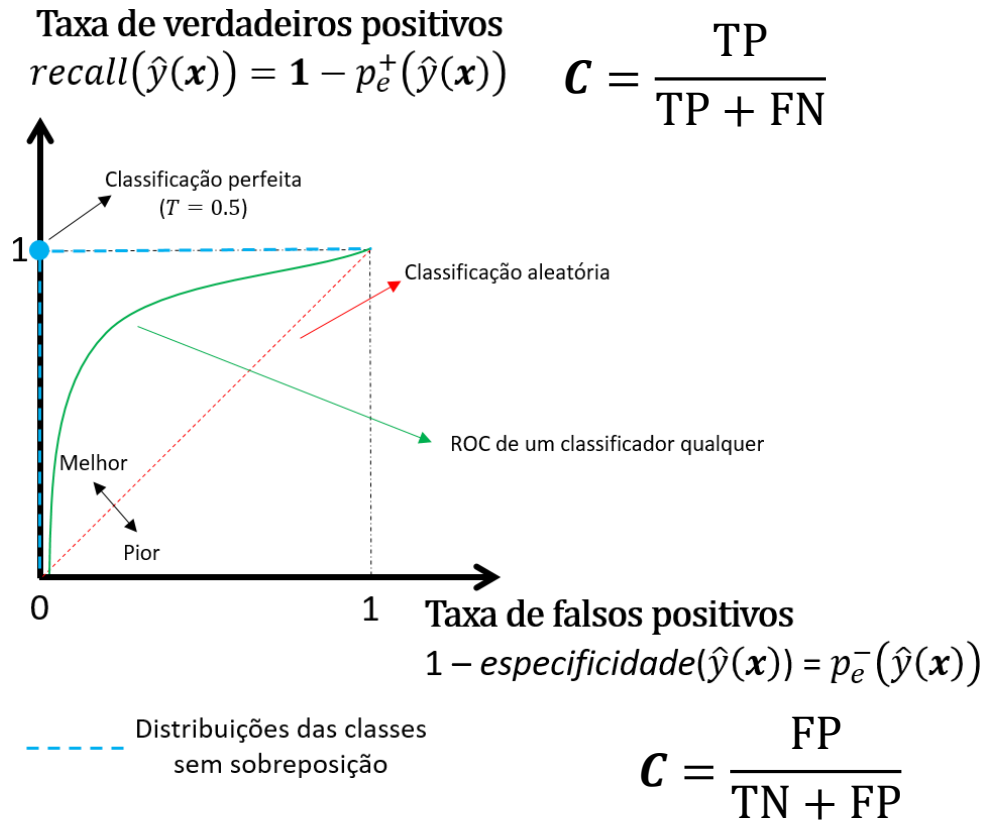 Taxa de verdadeiros positivos
recall(ŷ(x)) = 1 − pₑ⁺(ŷ(x))
C = TP / (TP + FN)
Classificação perfeita
(T = 0.5)
1
Classificação aleatória
ROC de um classificador qualquer
Melhor
Pior
0
1
Taxa de falsos positivos
1 – especificidade(ŷ(x)) = pₑ⁻(ŷ(x))
Distribuições das classes
sem sobreposição
C = FP / (TN + FP)